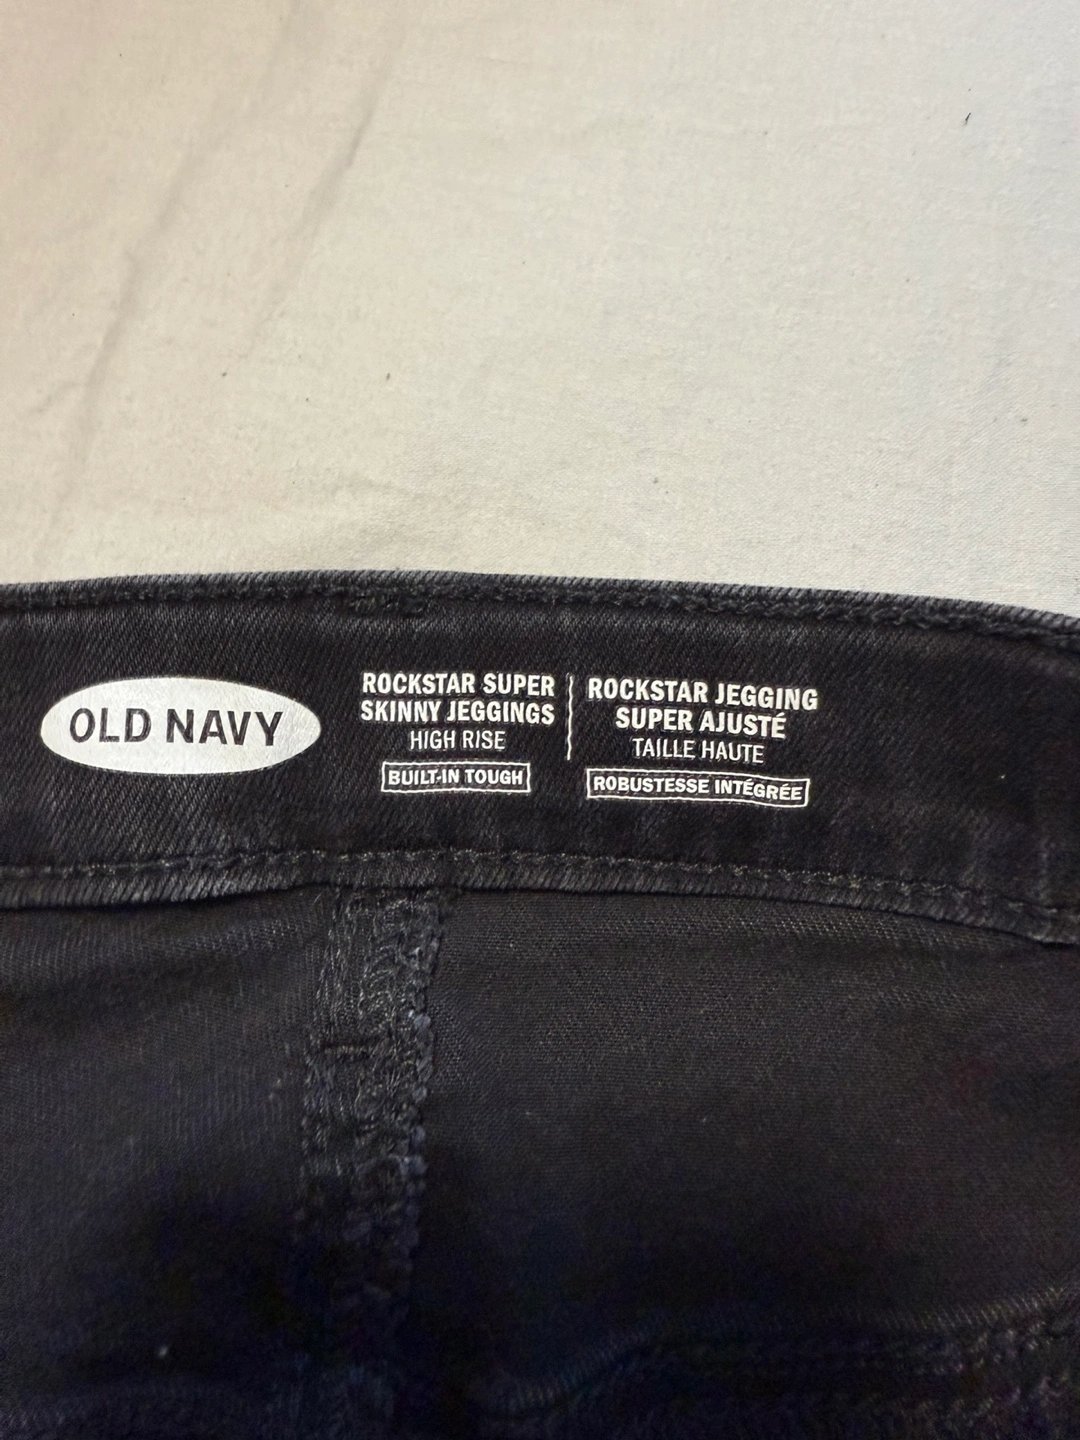 OLD NAVY
ROCKSTAR SUPER
SKINNY JEGGINGS
HIGH RISE
BUILT-IN TOUGH
ROCKSTAR JEGGING
SUPER AJUSTÉ
TAILLE HAUTE
ROBUSTESSE INTÉGRÉE